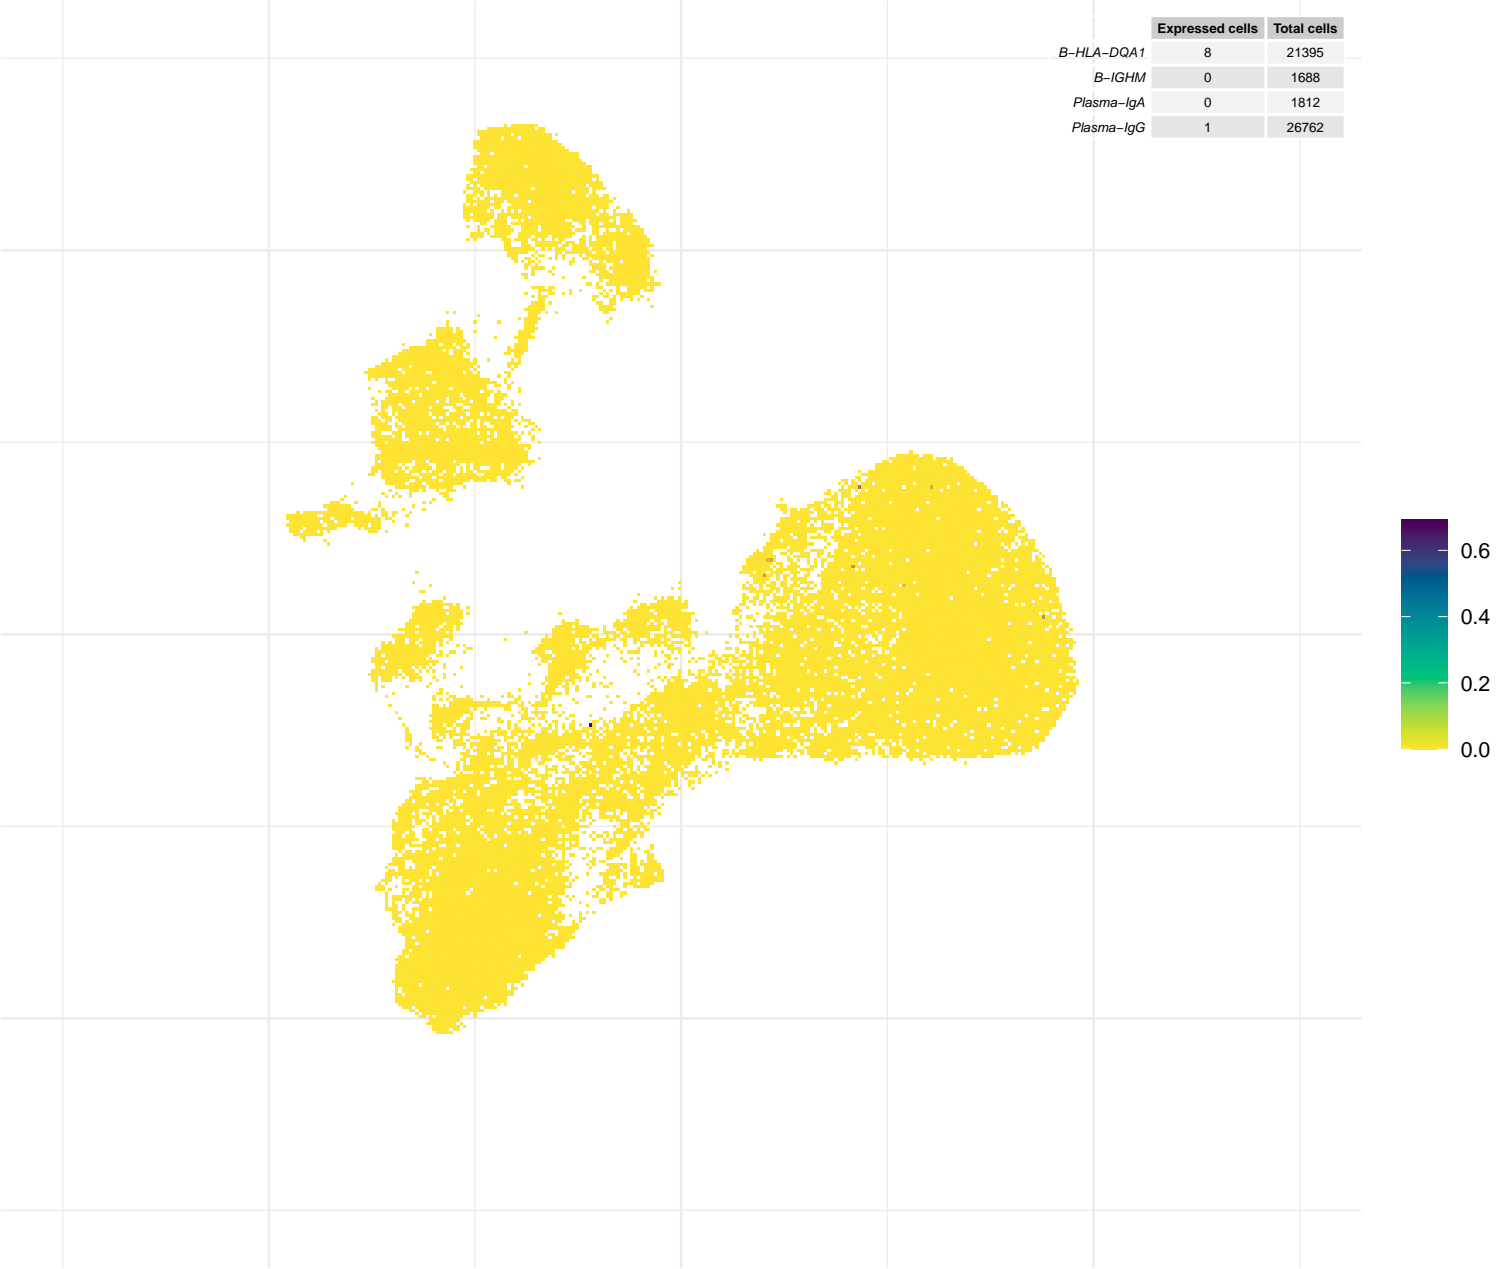 Expressed cells Total cells
B−HLA−DQA1 8 21395
B−IGHM 0 1688
Plasma−IgA 0 1812
Plasma−IgG 1 26762
0.6
0.4
0.2
0.0